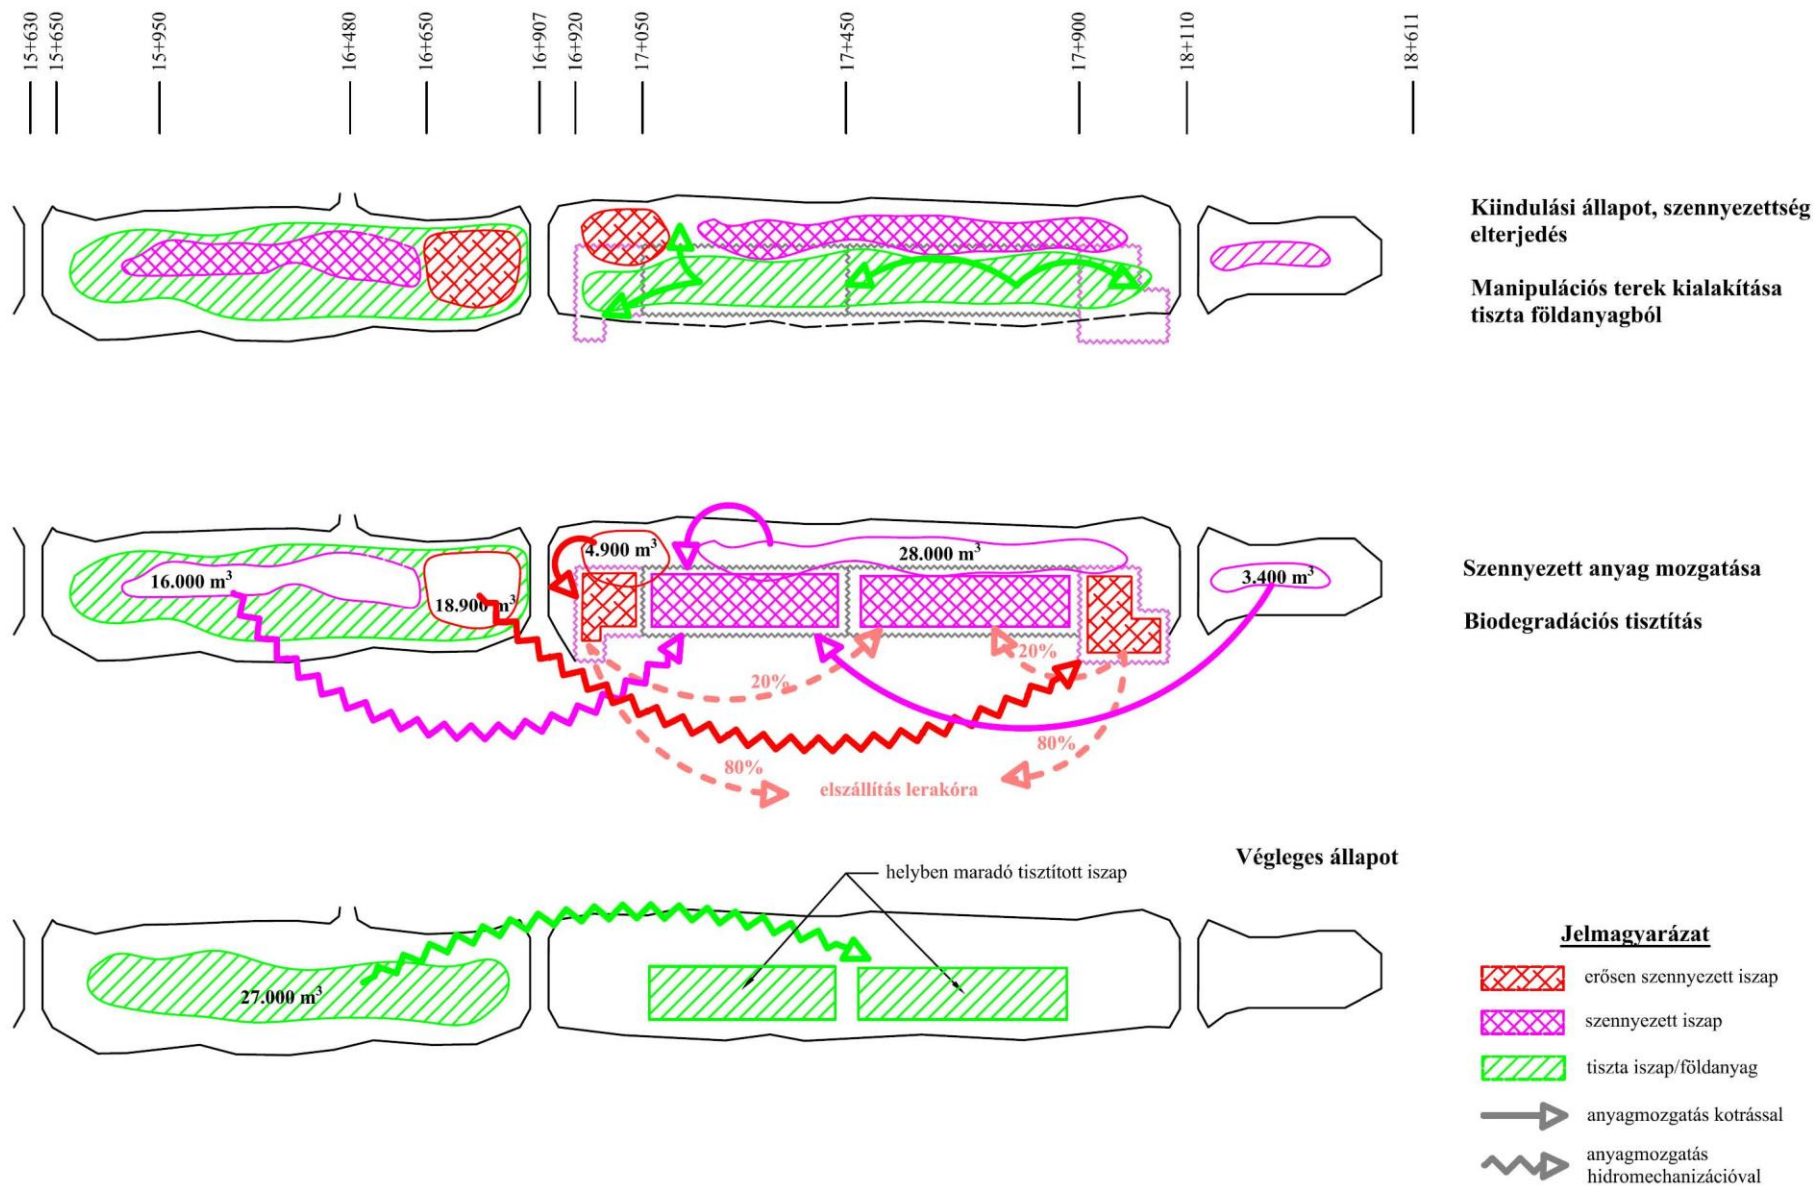 15+630
15+650
15+950
16+480
16+650
16+907
16+920
17+050
17+450
17+900
18+110
18+611
Kiindulási állapot, szennyezettség
elterjedés
Manipulációs terek kialakítása
tiszta földanyagból
4.900 m³
28.000 m³
16.000 m³
18.900 m³
3.400 m³
Szennyezett anyag mozgatása
Biodegradációs tisztítás
20%
20%
80%
80%
elszállítás lerakóra
Végleges állapot
helyben maradó tisztított iszap
27.000 m³
Jelmagyarázat
erősen szennyezett iszap
szennyezett iszap
tiszta iszap/földanyag
anyagmozgatás kotrással
anyagmozgatás
hidromechanizációval